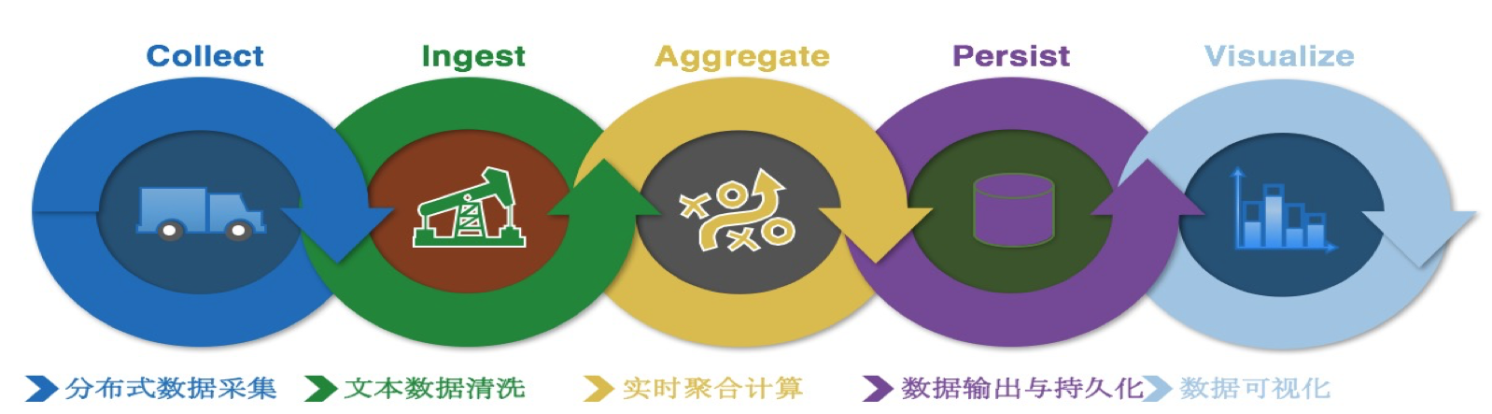 Collect
Ingest
Aggregate
Persist
Visualize
分布式数据采集
文本数据清洗
实时聚合计算
数据输出与持久化
数据可视化